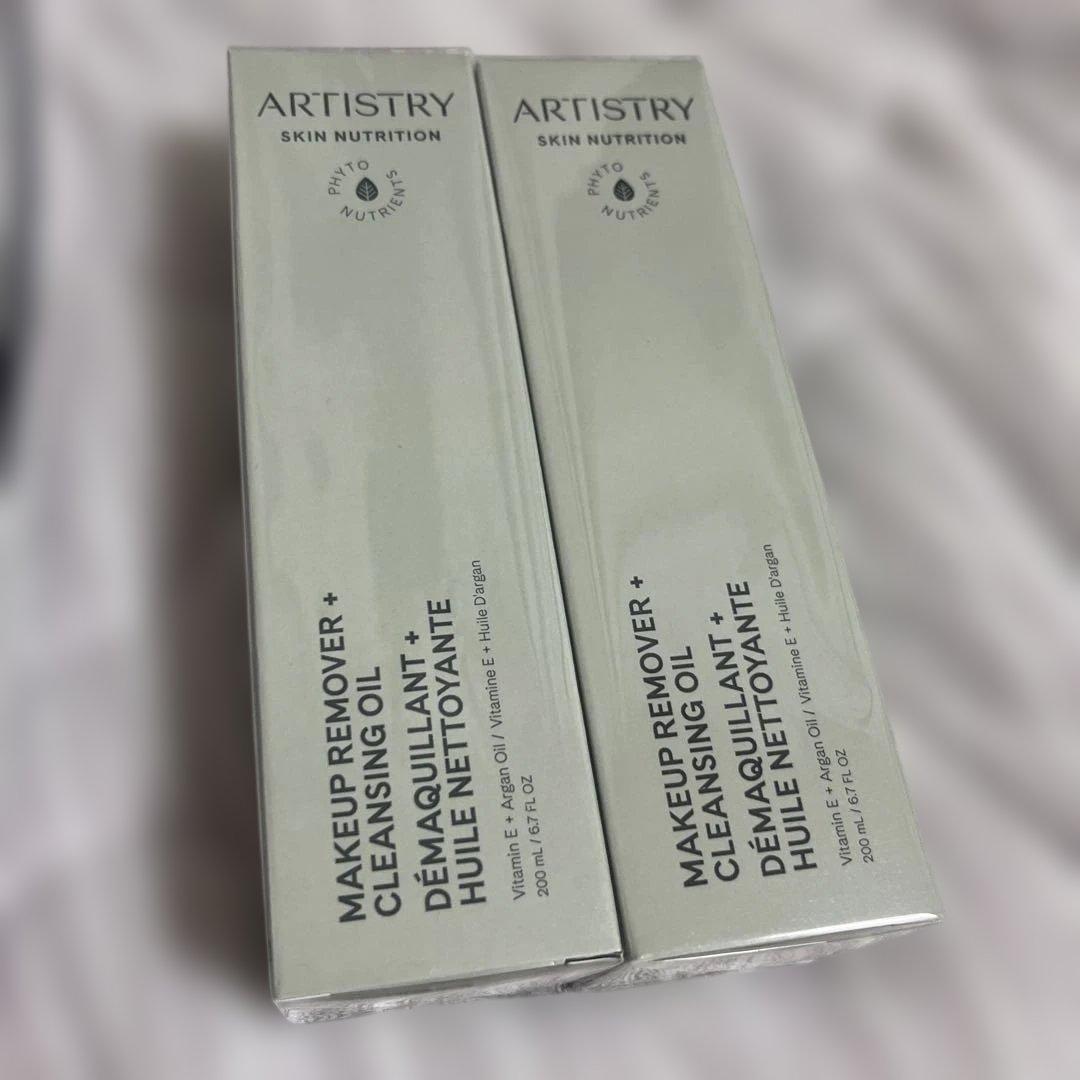 ARTISTRY
SKIN NUTRITION
PHYTO
NUTRIENTS
MAKEUP REMOVER +
CLEANSING OIL
DÉMAQUILLANT +
HUILE NETTOYANTE
Vitamin E + Argan Oil / Vitamine E + Huile D'argan
200 mL / 6.7 FL OZ
ARTISTRY
SKIN NUTRITION
PHYTO
NUTRIENTS
MAKEUP REMOVER +
CLEANSING OIL
DÉMAQUILLANT +
HUILE NETTOYANTE
Vitamin E + Argan Oil / Vitamine E + Huile D'argan
200 mL / 6.7 FL OZ